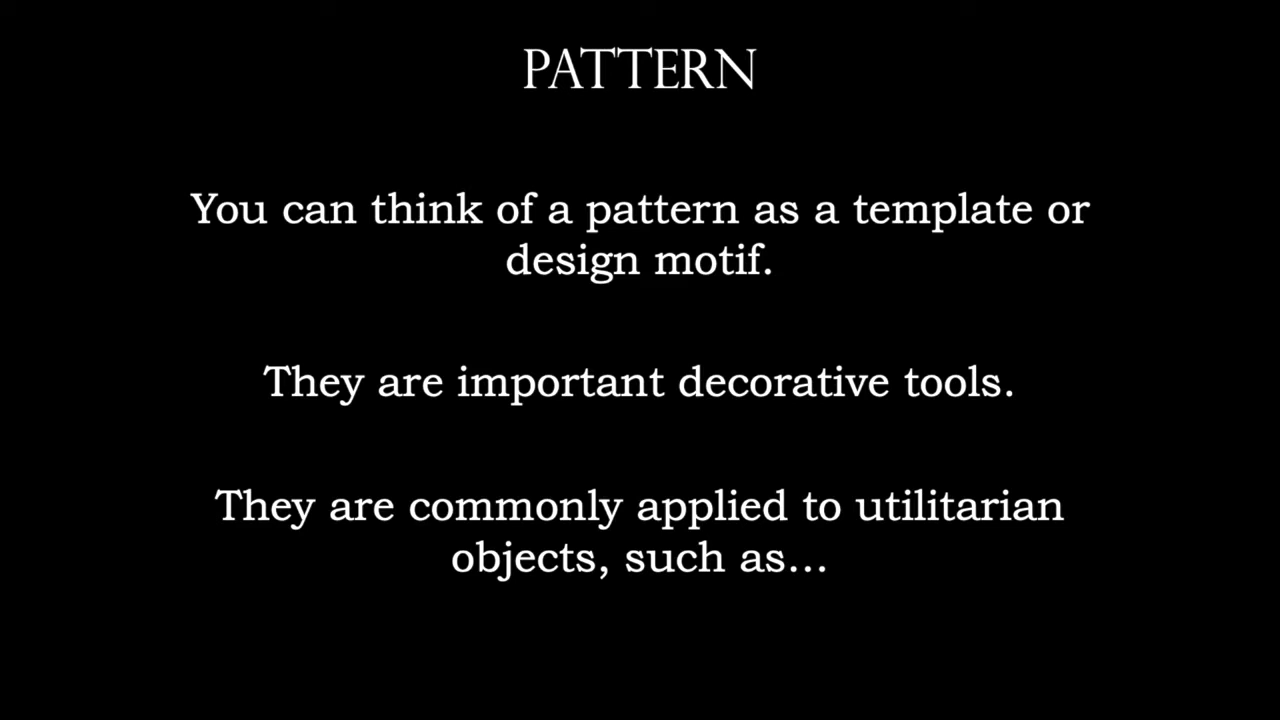 PATTERN
You can think of a pattern as a template or
design motif.
They are important decorative tools.
They are commonly applied to utilitarian
objects, such as...